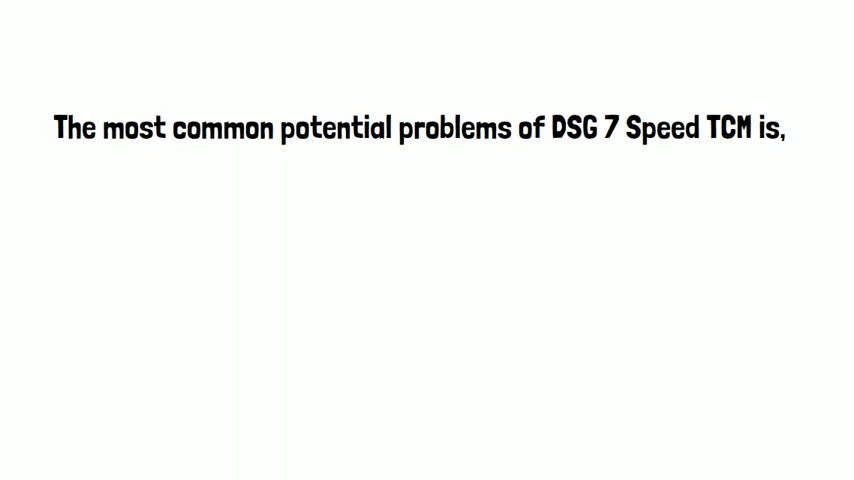 The most common potential problems of DSG 7 Speed TCM is,